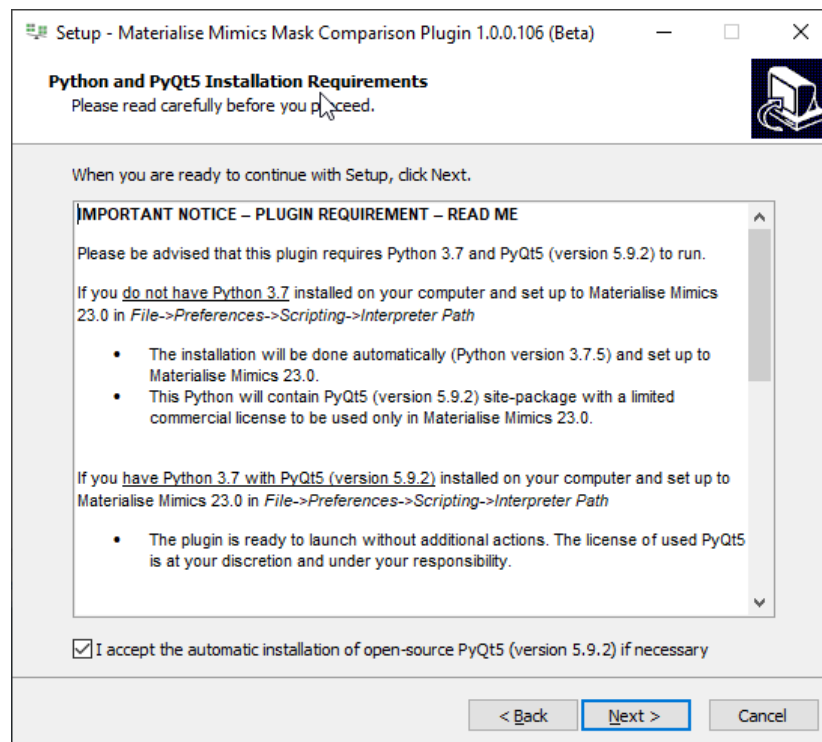 Setup - Materialise Mimics Mask Comparison Plugin 1.0.0.106 (Beta)
Python and PyQt5 Installation Requirements
Please read carefully before you proceed.
When you are ready to continue with Setup, click Next.
IMPORTANT NOTICE – PLUGIN REQUIREMENT – READ ME
Please be advised that this plugin requires Python 3.7 and PyQt5 (version 5.9.2) to run.
If you do not have Python 3.7 installed on your computer and set up to Materialise Mimics
23.0 in File->Preferences->Scripting->Interpreter Path
• The installation will be done automatically (Python version 3.7.5) and set up to
Materialise Mimics 23.0.
• This Python will contain PyQt5 (version 5.9.2) site-package with a limited
commercial license to be used only in Materialise Mimics 23.0.
If you have Python 3.7 with PyQt5 (version 5.9.2) installed on your computer and set up to
Materialise Mimics 23.0 in File->Preferences->Scripting->Interpreter Path
• The plugin is ready to launch without additional actions. The license of used PyQt5
is at your discretion and under your responsibility.
I accept the automatic installation of open-source PyQt5 (version 5.9.2) if necessary
< Back Next > Cancel